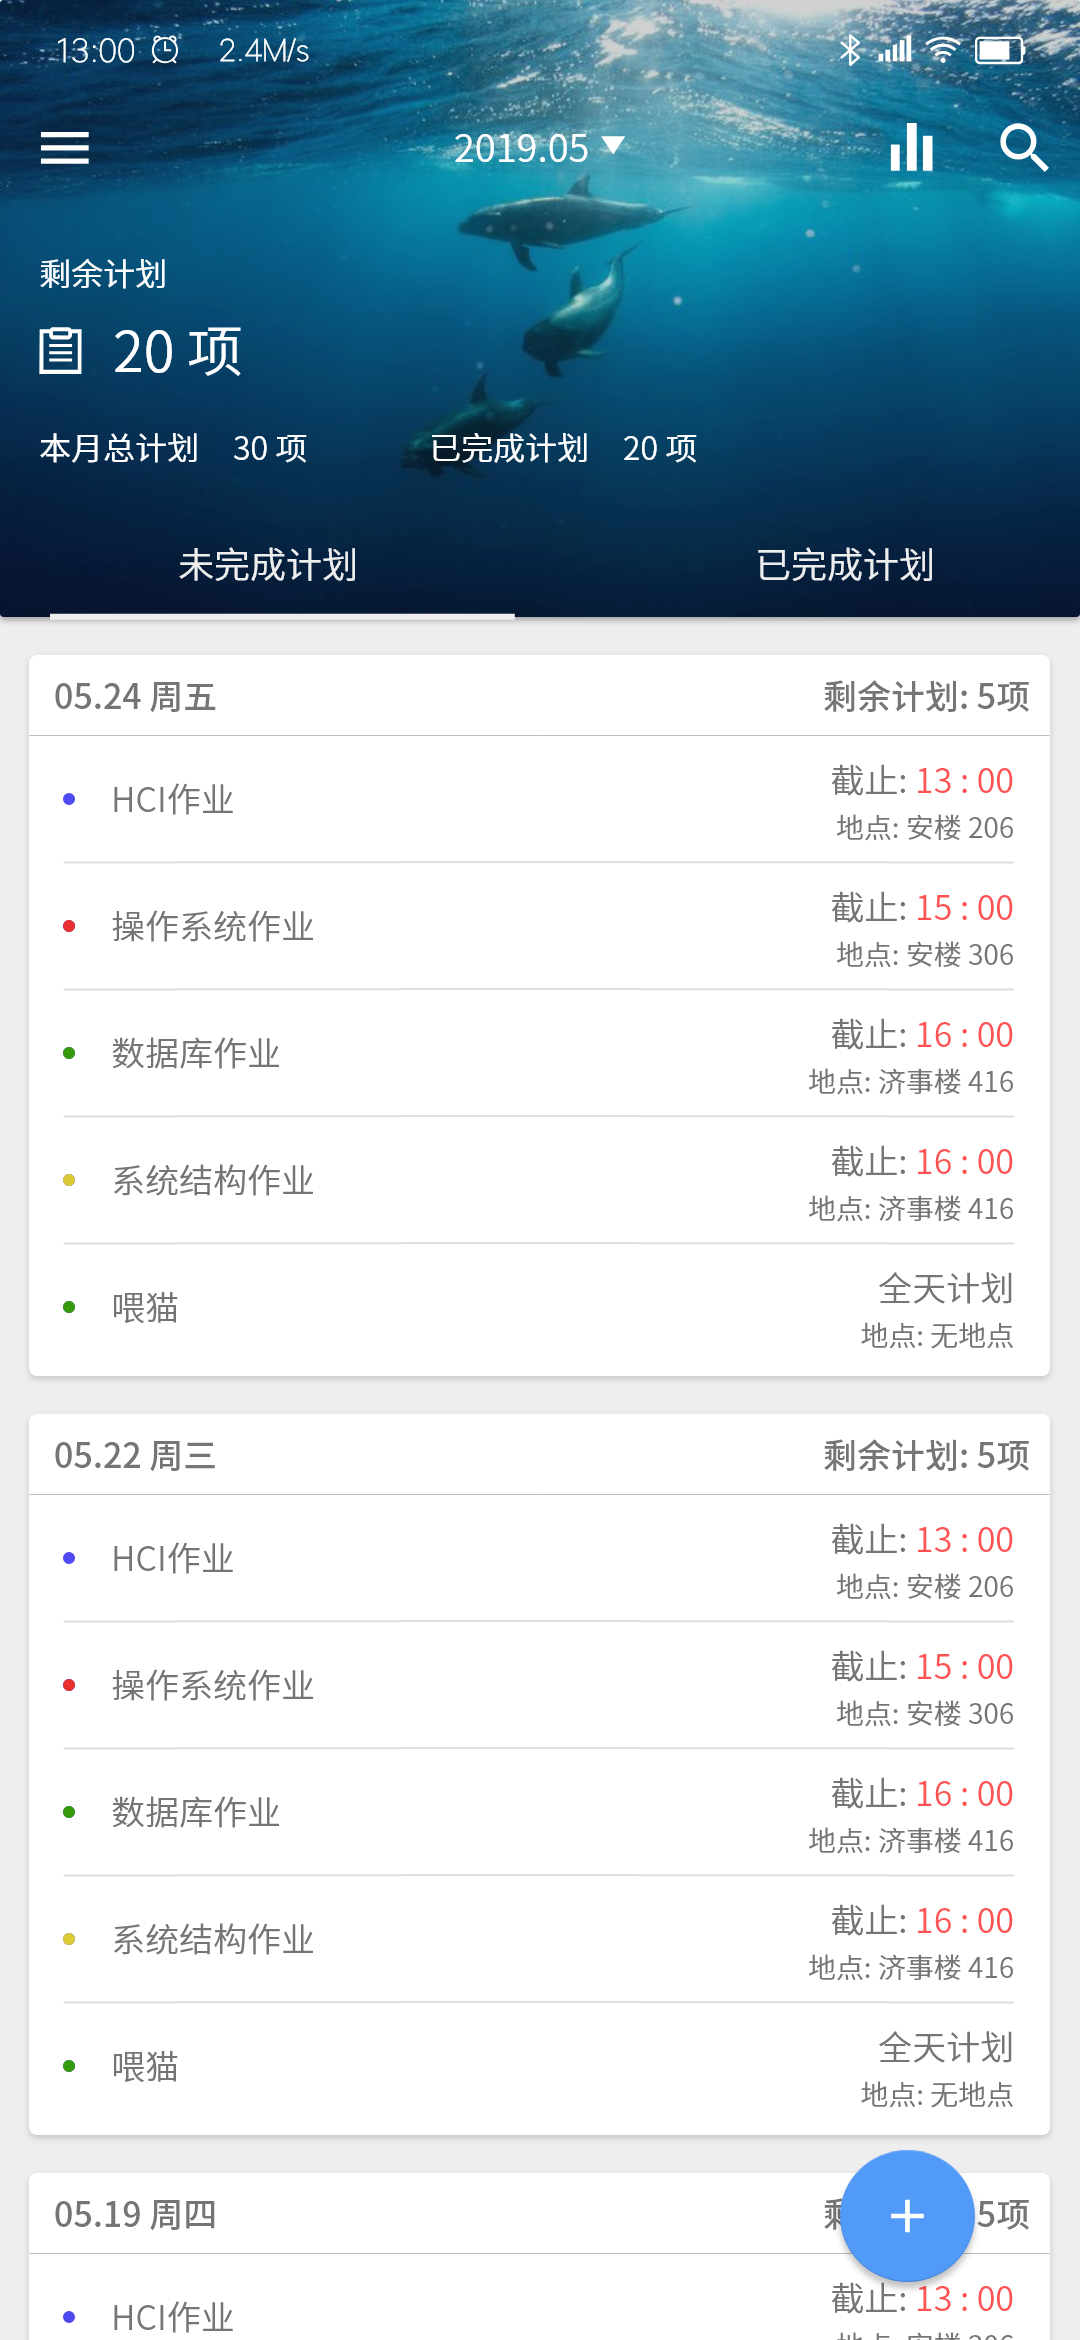 13:00 2.4M/s
2019.05
剩余计划
20 项
本月总计划 30 项 已完成计划 20 项
未完成计划 已完成计划
05.24 周五 剩余计划: 5项
HCI作业 截止: 13 : 00
地点: 安楼 206
操作系统作业 截止: 15 : 00
地点: 安楼 306
数据库作业 截止: 16 : 00
地点: 济事楼 416
系统结构作业 截止: 16 : 00
地点: 济事楼 416
喂猫 全天计划
地点: 无地点
05.22 周三 剩余计划: 5项
HCI作业 截止: 13 : 00
地点: 安楼 206
操作系统作业 截止: 15 : 00
地点: 安楼 306
数据库作业 截止: 16 : 00
地点: 济事楼 416
系统结构作业 截止: 16 : 00
地点: 济事楼 416
喂猫 全天计划
地点: 无地点
05.19 周四 5项
HCI作业 截止: 13 : 00